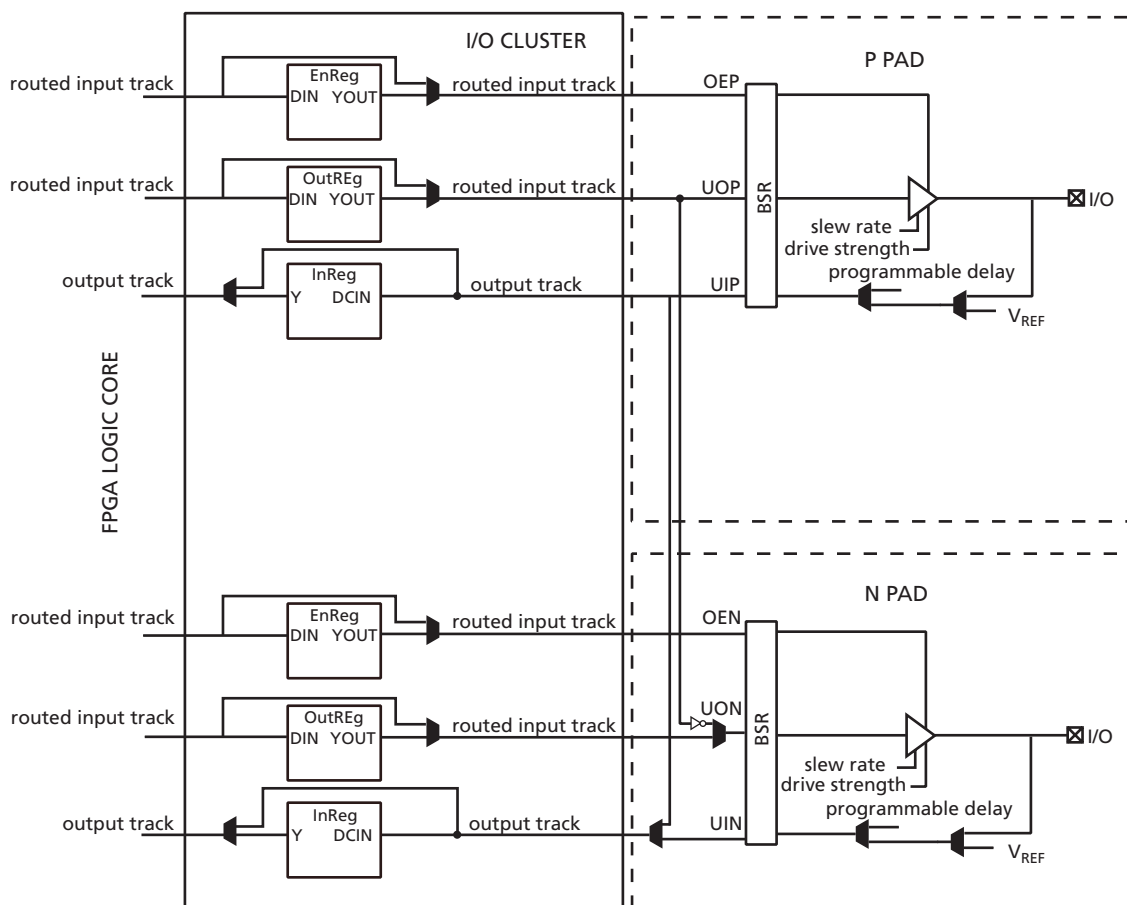 I/O CLUSTER
P PAD
routed input track
EnReg
DIN YOUT
routed input track
OEP
routed input track
OutREg
DIN YOUT
routed input track
UOP
BSR
I/O
slew rate
drive strength
output track
InReg
Y DCIN
output track
UIP
programmable delay
VREF
FPGA LOGIC CORE
N PAD
routed input track
EnReg
DIN YOUT
routed input track
OEN
routed input track
OutREg
DIN YOUT
routed input track
UON
BSR
I/O
slew rate
drive strength
output track
InReg
Y DCIN
output track
UIN
programmable delay
VREF